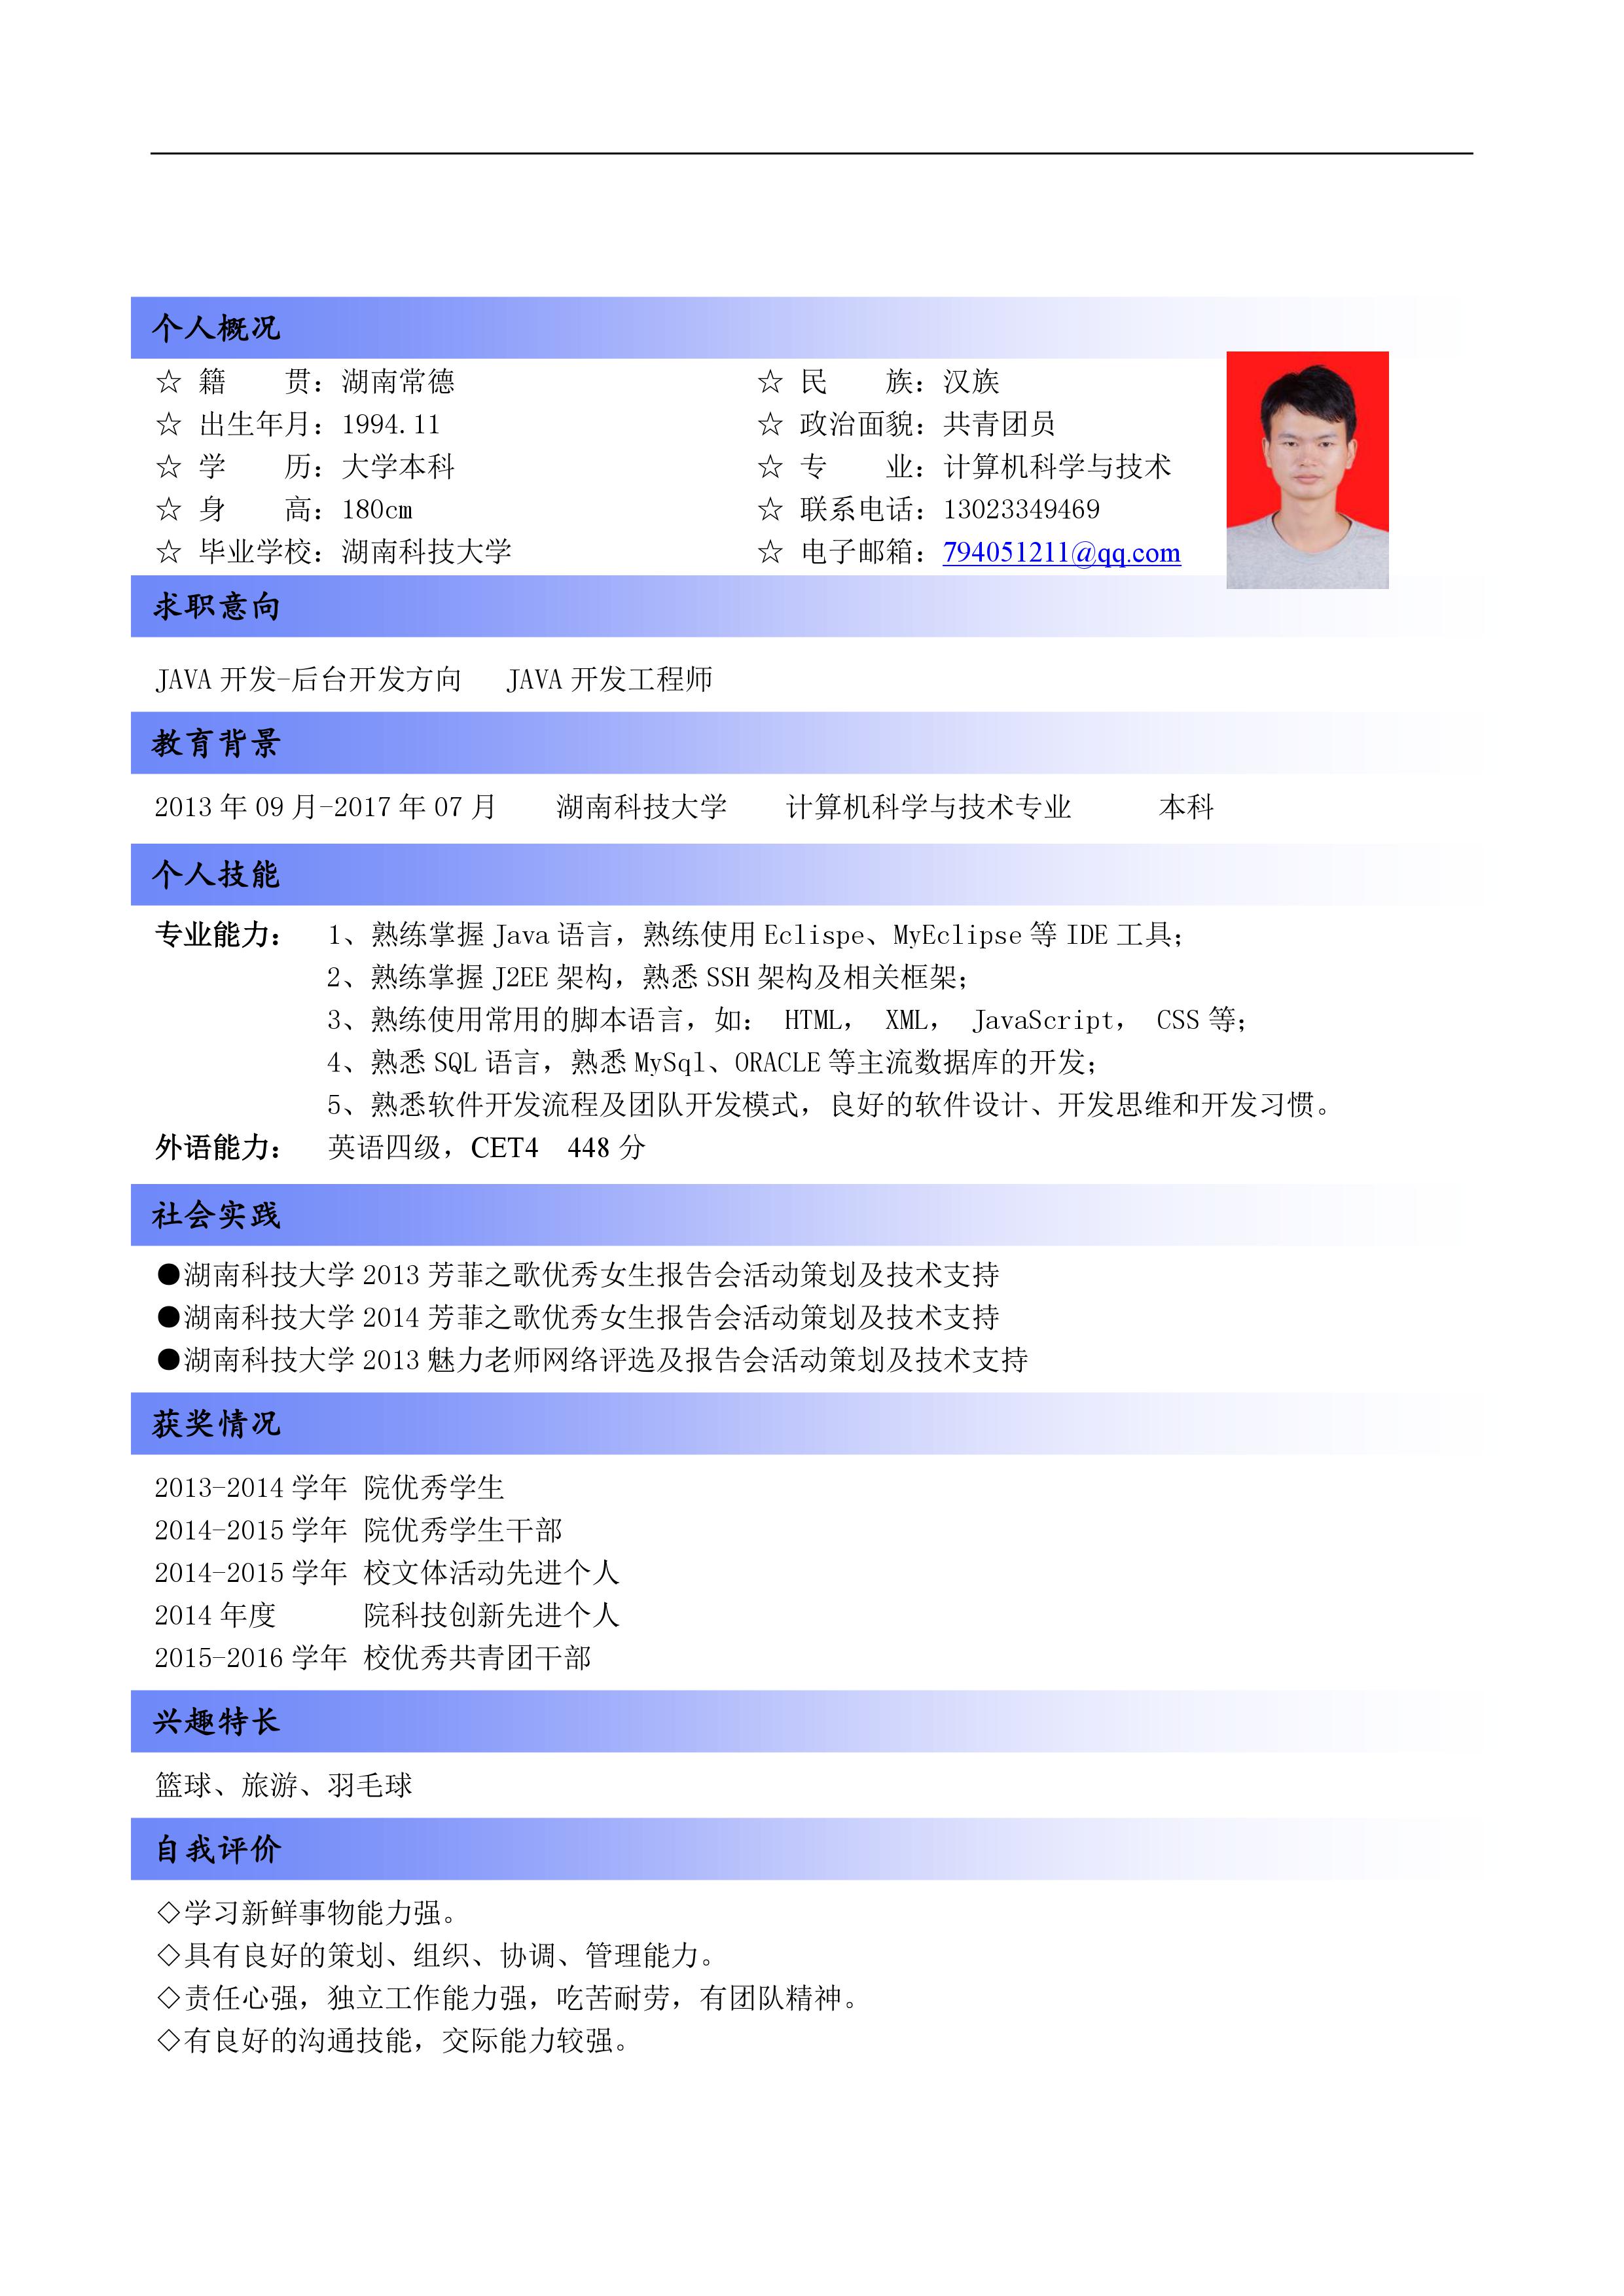 个人概况
☆ 籍　　贯：湖南常德　☆ 民　　族：汉族
☆ 出生年月：1994.11　☆ 政治面貌：共青团员
☆ 学　　历：大学本科　☆ 专　　业：计算机科学与技术
☆ 身　　高：180cm　☆ 联系电话：13023349469
☆ 毕业学校：湖南科技大学　☆ 电子邮箱：794051211@qq.com
求职意向
JAVA 开发-后台开发方向　JAVA 开发工程师
教育背景
2013 年 09 月-2017 年 07 月　湖南科技大学　计算机科学与技术专业　本科
个人技能
专业能力：　1、熟练掌握 Java 语言，熟练使用 Eclispe、MyEclipse 等 IDE 工具；
2、熟练掌握 J2EE 架构，熟悉 SSH 架构及相关框架；
3、熟练使用常用的脚本语言，如： HTML， XML， JavaScript， CSS 等；
4、熟悉 SQL 语言，熟悉 MySql、ORACLE 等主流数据库的开发；
5、熟悉软件开发流程及团队开发模式，良好的软件设计、开发思维和开发习惯。
外语能力：　英语四级，CET4　448 分
社会实践
●湖南科技大学 2013 芳菲之歌优秀女生报告会活动策划及技术支持
●湖南科技大学 2014 芳菲之歌优秀女生报告会活动策划及技术支持
●湖南科技大学 2013 魅力老师网络评选及报告会活动策划及技术支持
获奖情况
2013-2014 学年 院优秀学生
2014-2015 学年 院优秀学生干部
2014-2015 学年 校文体活动先进个人
2014 年度　院科技创新先进个人
2015-2016 学年 校优秀共青团干部
兴趣特长
篮球、旅游、羽毛球
自我评价
◇学习新鲜事物能力强。
◇具有良好的策划、组织、协调、管理能力。
◇责任心强，独立工作能力强，吃苦耐劳，有团队精神。
◇有良好的沟通技能，交际能力较强。